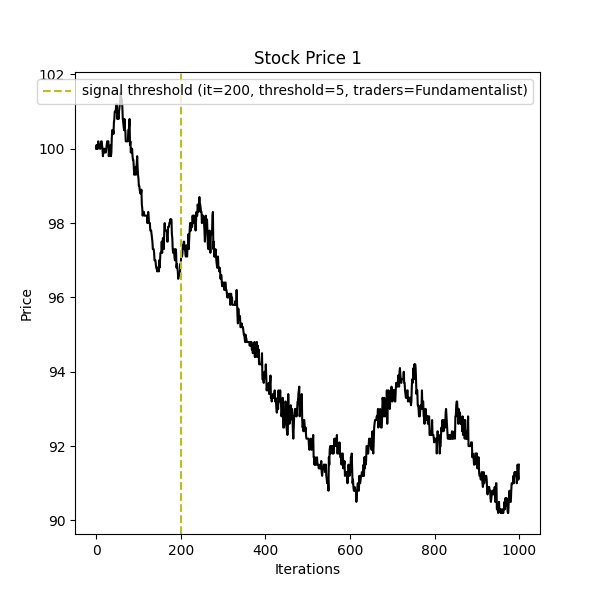 Stock Price 1
signal threshold (it=200, threshold=5, traders=Fundamentalist)
102
100
98
96
94
92
90
Price
0 200 400 600 800 1000
Iterations